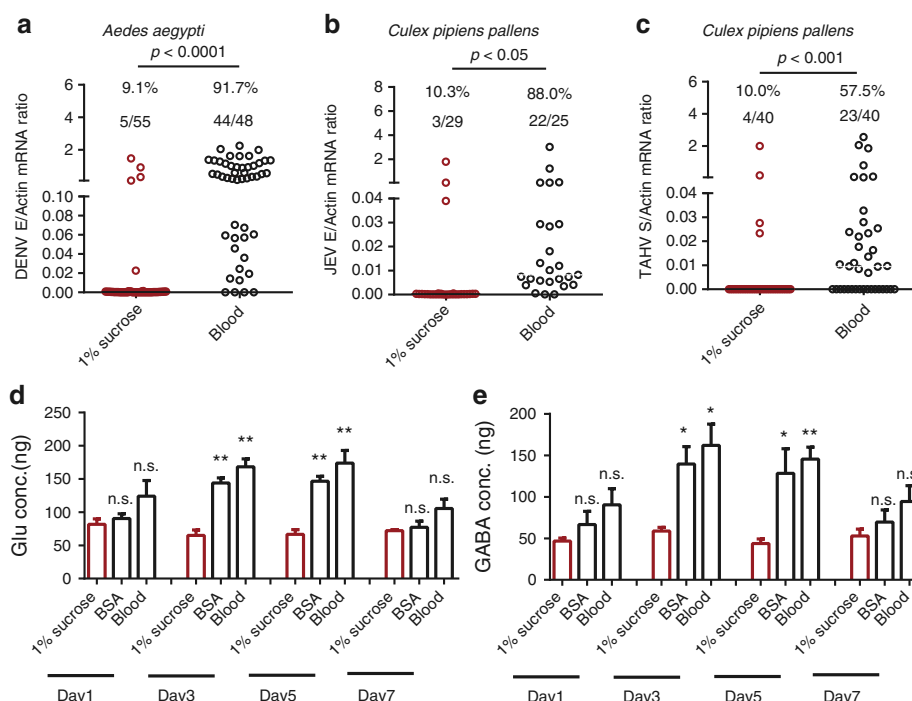 a
Aedes aegypti
p < 0.0001
9.1%
91.7%
5/55
44/48
DENV E/Actin mRNA ratio
6
4
2
0.10
0.08
0.06
0.04
0.02
0.00
1% sucrose
Blood
b
Culex pipiens pallens
p < 0.05
10.3%
88.0%
3/29
22/25
JEV E/Actin mRNA ratio
8
6
4
2
0.04
0.03
0.02
0.01
0.00
1% sucrose
Blood
c
Culex pipiens pallens
p < 0.001
10.0%
57.5%
4/40
23/40
TAHV S/Actin mRNA ratio
6
4
2
0.04
0.03
0.02
0.01
0.00
1% sucrose
Blood
d
Glu conc.(ng)
250
200
150
100
50
0
n.s.
n.s.
**
**
**
**
n.s.
n.s.
1% sucrose
BSA
Blood
1% sucrose
BSA
Blood
1% sucrose
BSA
Blood
1% sucrose
BSA
Blood
Day1
Day3
Day5
Day7
e
GABA conc. (ng)
200
150
100
50
0
n.s.
n.s.
*
*
*
**
n.s.
n.s.
1% sucrose
BSA
Blood
1% sucrose
BSA
Blood
1% sucrose
BSA
Blood
1% sucrose
BSA
Blood
Day1
Day3
Day5
Day7